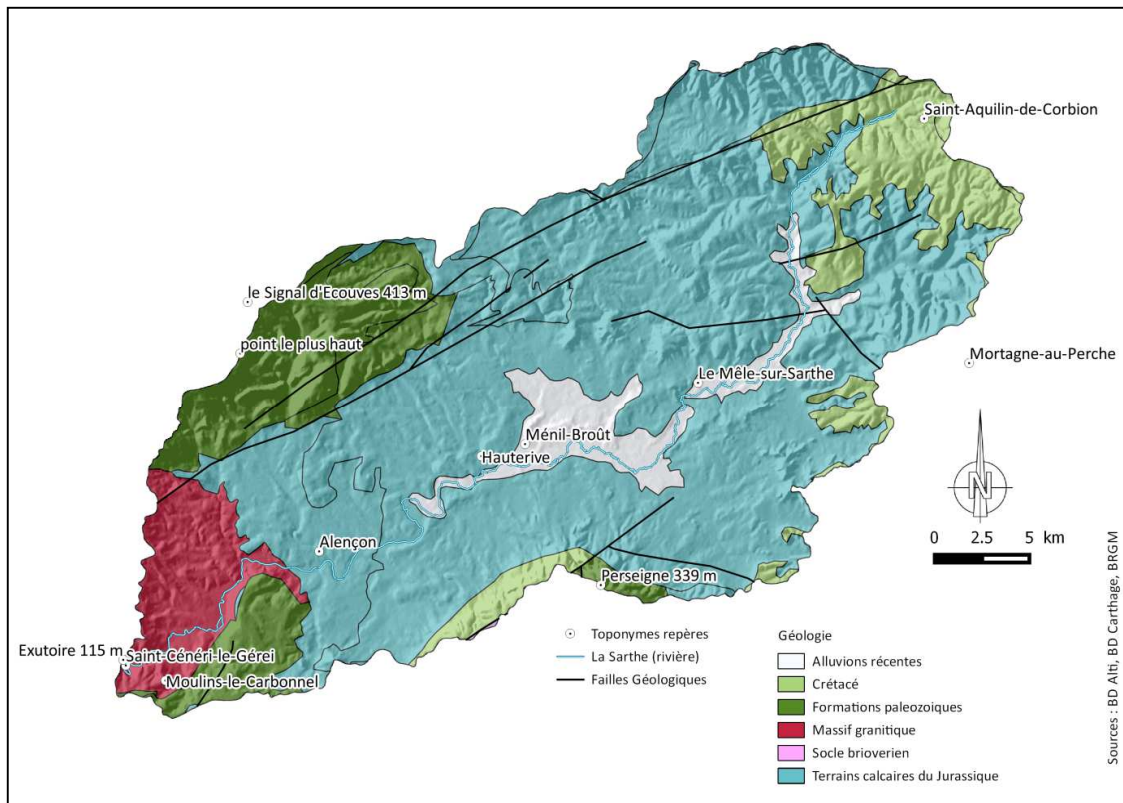 Saint-Aquilin-de-Corbion
le Signal d'Ecouves 413 m
point le plus haut
Mortagne-au-Perche
Le Mêle-sur-Sarthe
Ménil-Broût
Hauterive
N
0 2.5 5 km
Alençon
Perseigne 339 m
Exutoire 115 m
Saint-Cénéri-le-Gérei
Moulins-le-Carbonnel
Toponymes repères
La Sarthe (rivière)
Failles Géologiques
Géologie
Alluvions récentes
Crétacé
Formations paleozoiques
Massif granitique
Socle brioverien
Terrains calcaires du Jurassique
Sources : BD Alti, BD Carthage, BRGM